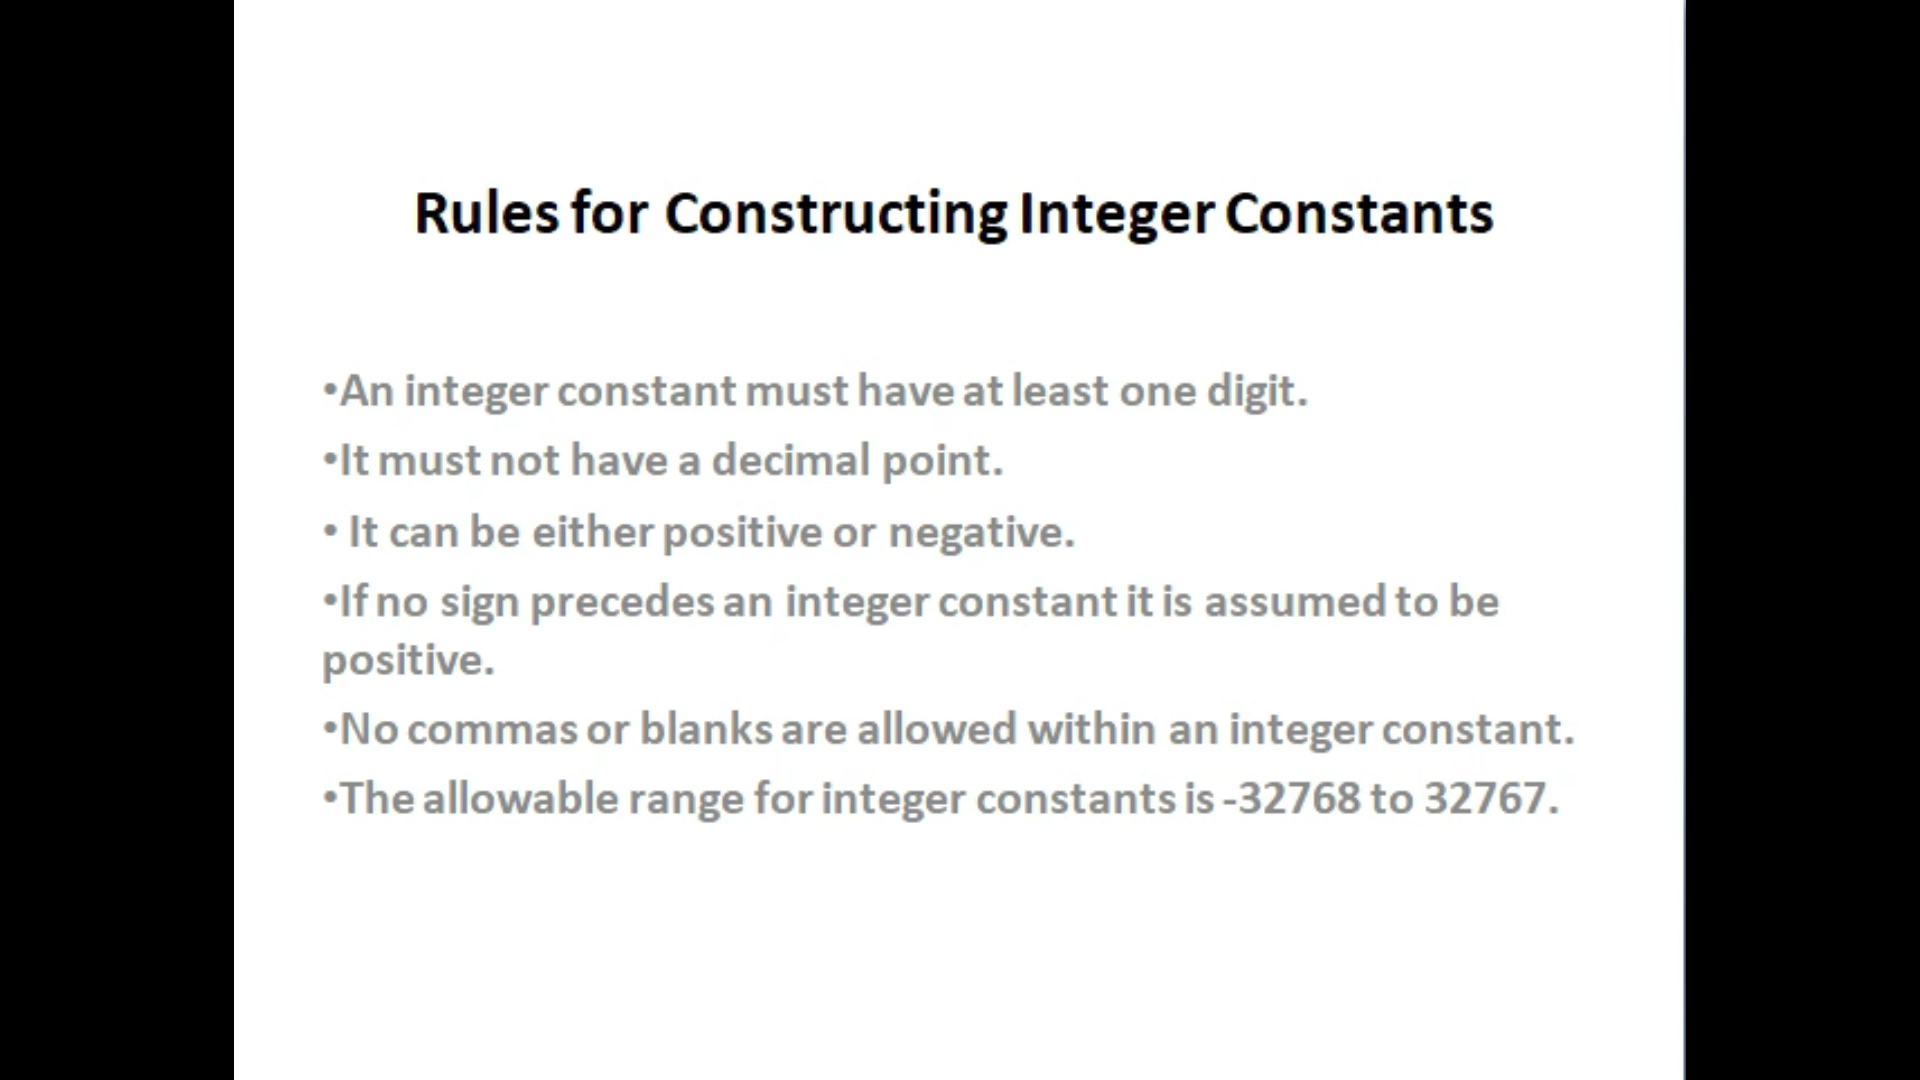 Rules for Constructing Integer Constants
•An integer constant must have at least one digit.
•It must not have a decimal point.
• It can be either positive or negative.
•If no sign precedes an integer constant it is assumed to be
positive.
•No commas or blanks are allowed within an integer constant.
•The allowable range for integer constants is -32768 to 32767.